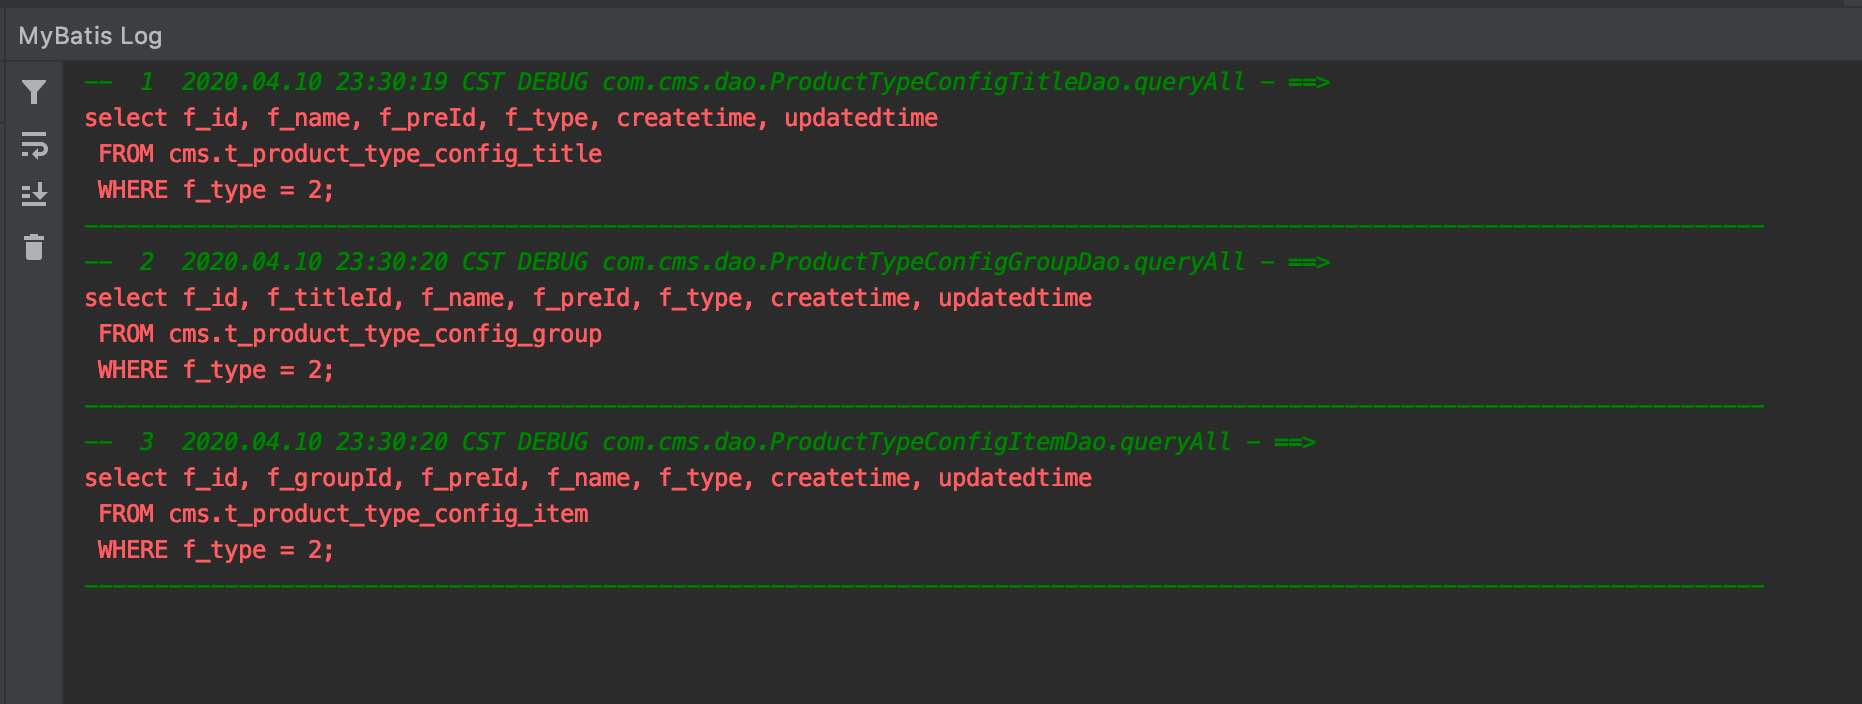 MyBatis Log
-- 1 2020.04.10 23:30:19 CST DEBUG com.cms.dao.ProductTypeConfigTitleDao.queryAll - ==>
select f_id, f_name, f_preId, f_type, createtime, updatedtime
FROM cms.t_product_type_config_title
WHERE f_type = 2;
------------------------------------------------------------------------------------------------------------------------
-- 2 2020.04.10 23:30:20 CST DEBUG com.cms.dao.ProductTypeConfigGroupDao.queryAll - ==>
select f_id, f_titleId, f_name, f_preId, f_type, createtime, updatedtime
FROM cms.t_product_type_config_group
WHERE f_type = 2;
------------------------------------------------------------------------------------------------------------------------
-- 3 2020.04.10 23:30:20 CST DEBUG com.cms.dao.ProductTypeConfigItemDao.queryAll - ==>
select f_id, f_groupId, f_preId, f_name, f_type, createtime, updatedtime
FROM cms.t_product_type_config_item
WHERE f_type = 2;
------------------------------------------------------------------------------------------------------------------------